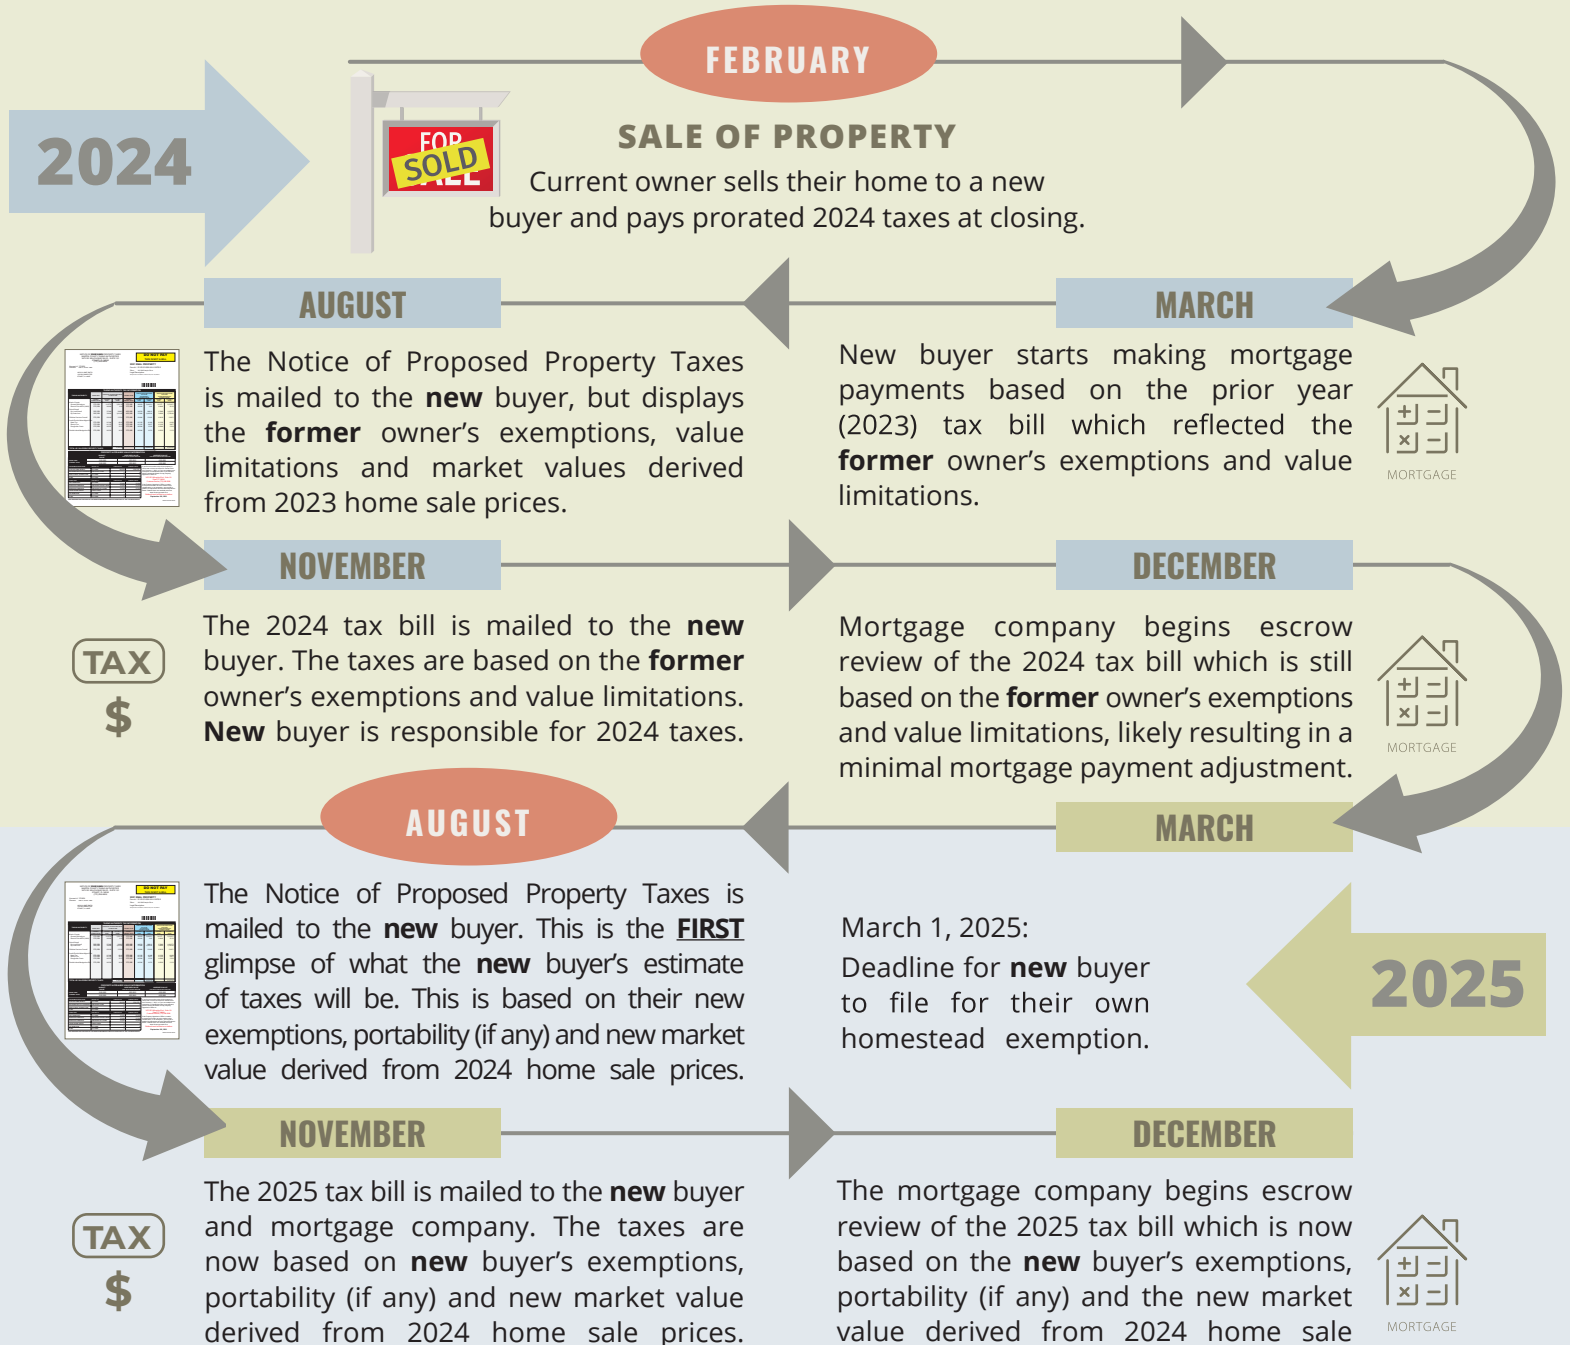 FEBRUARY
2024
FOR
SOLD
SALE OF PROPERTY
Current owner sells their home to a new
buyer and pays prorated 2024 taxes at closing.
MARCH
New buyer starts making mortgage
payments based on the prior year
(2023) tax bill which reflected the
former owner's exemptions and value
limitations.
MORTGAGE
AUGUST
DO NOT PAY
The Notice of Proposed Property Taxes
is mailed to the new buyer, but displays
the former owner's exemptions, value
limitations and market values derived
from 2023 home sale prices.
NOVEMBER
TAX
$
The 2024 tax bill is mailed to the new
buyer. The taxes are based on the former
owner's exemptions and value limitations.
New buyer is responsible for 2024 taxes.
DECEMBER
Mortgage company begins escrow
review of the 2024 tax bill which is still
based on the former owner's exemptions
and value limitations, likely resulting in a
minimal mortgage payment adjustment.
MORTGAGE
MARCH
2025
March 1, 2025:
Deadline for new buyer
to file for their own
homestead exemption.
AUGUST
DO NOT PAY
The Notice of Proposed Property Taxes is
mailed to the new buyer. This is the FIRST
glimpse of what the new buyer's estimate
of taxes will be. This is based on their new
exemptions, portability (if any) and new market
value derived from 2024 home sale prices.
NOVEMBER
TAX
$
The 2025 tax bill is mailed to the new buyer
and mortgage company. The taxes are
now based on new buyer's exemptions,
portability (if any) and new market value
derived from 2024 home sale prices.
DECEMBER
The mortgage company begins escrow
review of the 2025 tax bill which is now
based on the new buyer's exemptions,
portability (if any) and the new market
value derived from 2024 home sale
MORTGAGE